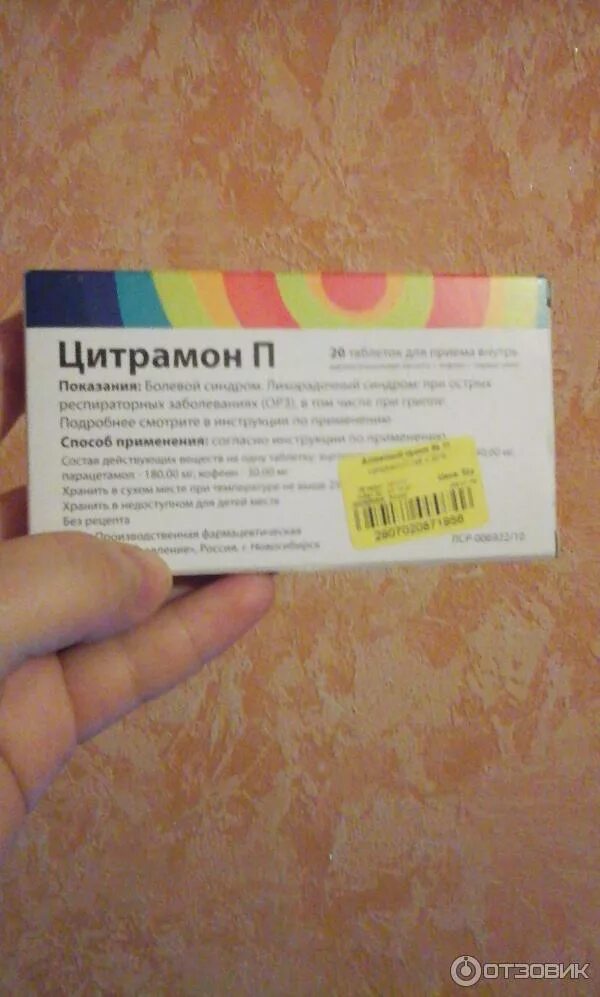 Цитрамон П
20 таблеток для приема внутрь
Показания: Болевой синдром. Лихорадочный синдром: при острых
респираторных заболеваниях (ОРЗ), в том числе при гриппе.
Подробнее смотрите в инструкции по применению.
Способ применения: согласно инструкции по применению.
Состав действующих веществ на одну таблетку:
парацетамол - 180,00 мг; кофеин - 30,00 мг
Хранить в сухом месте при температуре не выше
Хранить в недоступном для детей месте
Без рецепта
Производственная фармацевтическая
Россия, г. Новосибирск
ЛСР-006932/10
2807020871986
ОТЗОВИК